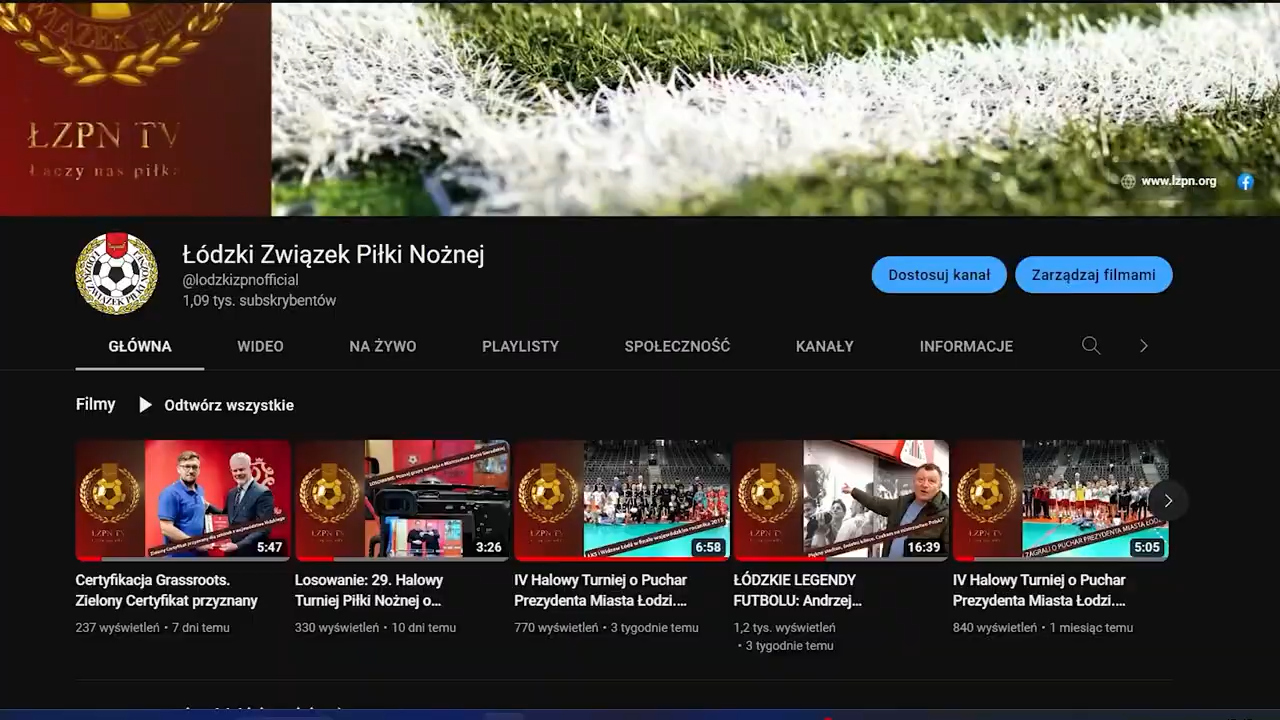 ŁZPN TV
Łączy nas piłka
www.lzpn.org
Łódzki Związek Piłki Nożnej
@lodzkizpnofficial
1,09 tys. subskrybentów
Dostosuj kanał
Zarządzaj filmami
GŁÓWNA
WIDEO
NA ŻYWO
PLAYLISTY
SPOŁECZNOŚĆ
KANAŁY
INFORMACJE
Filmy
Odtwórz wszystkie
5:47
3:26
6:58
16:39
5:05
Certyfikacja Grassroots.
Zielony Certyfikat przyznany
237 wyświetleń • 7 dni temu
Losowanie: 29. Halowy
Turniej Piłki Nożnej o...
330 wyświetleń • 10 dni temu
IV Halowy Turniej o Puchar
Prezydenta Miasta Łodzi....
770 wyświetleń • 3 tygodnie temu
ŁÓDZKIE LEGENDY
FUTBOLU: Andrzej...
1,2 tys. wyświetleń
• 3 tygodnie temu
IV Halowy Turniej o Puchar
Prezydenta Miasta Łodzi....
840 wyświetleń • 1 miesiąc temu